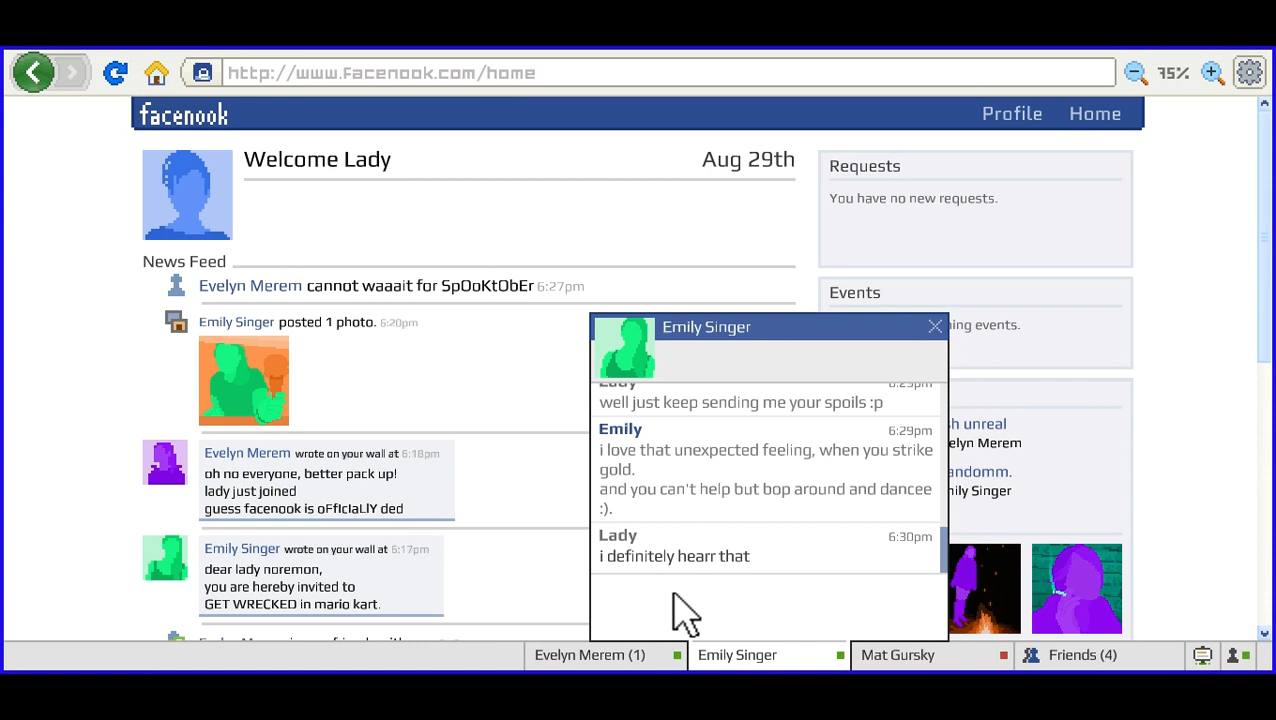 http://www.facenook.com/home
75%
facenook
Profile
Home
Welcome Lady
Aug 29th
News Feed
Evelyn Merem cannot waaait for SpOoKtObEr 6:27pm
Emily Singer posted 1 photo. 6:20pm
Evelyn Merem wrote on your wall at 6:18pm
oh no everyone, better pack up!
lady just joined
guess facenook is oFfIcIaLlY ded
Emily Singer wrote on your wall at 6:17pm
dear lady noremon,
you are hereby invited to
GET WRECKED in mario kart.
Requests
You have no new requests.
Events
events.
unreal
Merem
Singer
Emily Singer
Lady
well just keep sending me your spoils :p
Emily 6:29pm
i love that unexpected feeling, when you strike
gold.
and you can't help but bop around and dancee
:).
Lady 6:30pm
i definitely hearr that
Evelyn Merem (1)
Emily Singer
Mat Gursky
Friends (4)